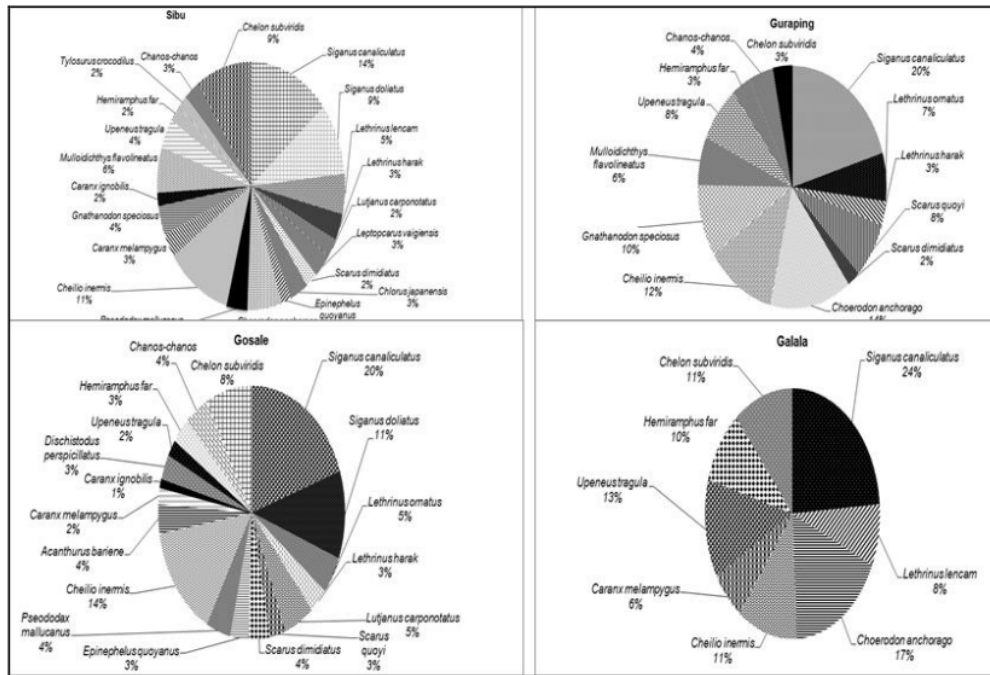 Sibu
Chelon subviridis
9%
Siganus canaliculatus
14%
Siganus doliatus
9%
Lethrinus lencam
5%
Lethrinus harak
3%
Lutjanus carponotatus
2%
Leptopcarus vaigiensis
3%
Scarus dimidiatus
2%
Chlorus japanensis
3%
Epinephelus
quoyanus
Cheilio inermis
11%
Caranx melampygus
3%
Gnathanodon speciosus
4%
Caranx ignobilis
2%
Mulloidichthys flavolineatus
6%
Upeneus tragula
4%
Hemiramphus far
2%
Tylosurus crocodilus
2%
Chanos-chanos
3%
Guraping
Siganus canaliculatus
20%
Lethrinus ornatus
7%
Lethrinus harak
3%
Scarus quoyi
8%
Scarus dimidiatus
2%
Choerodon anchorago
14%
Cheilio inermis
12%
Gnathanodon speciosus
10%
Mulloidichthys
flavolineatus
6%
Upeneus tragula
8%
Hemiramphus far
3%
Chanos-chanos
4%
Chelon subviridis
3%
Gosale
Siganus canaliculatus
20%
Siganus doliatus
11%
Lethrinus ornatus
5%
Lethrinus harak
3%
Lutjanus carponotatus
5%
Scarus
quoyi
3%
Scarus dimidiatus
4%
Epinephelus quoyanus
3%
Pseododax
mallucanus
4%
Cheilio inermis
14%
Acanthurus bariene
4%
Caranx melampygus
2%
Caranx ignobilis
1%
Dischistodus
perspicillatus
3%
Upeneus tragula
2%
Hemiramphus far
3%
Chanos-chanos
4%
Chelon subviridis
8%
Galala
Siganus canaliculatus
24%
Lethrinus lencam
8%
Choerodon anchorago
17%
Cheilio inermis
11%
Caranx melampygus
6%
Upeneus tragula
13%
Hemiramphus far
10%
Chelon subviridis
11%